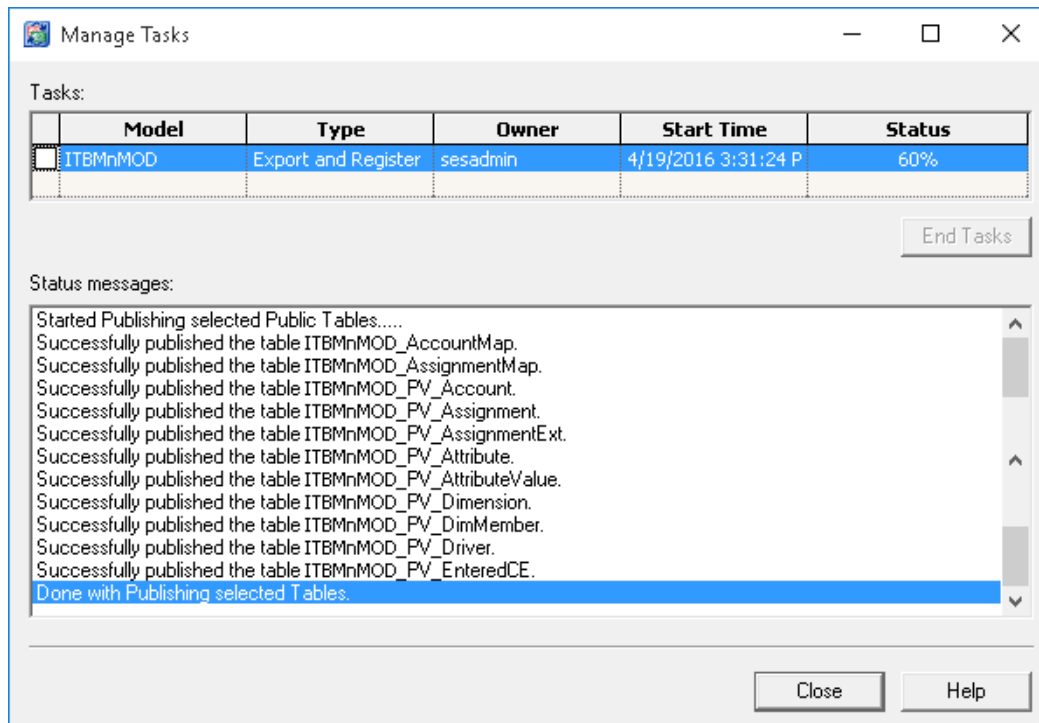 Manage Tasks
Tasks:
Model Type Owner Start Time Status
ITBMnMOD Export and Register sesadmin 4/19/2016 3:31:24 P 60%
End Tasks
Status messages:
Started Publishing selected Public Tables.....
Successfully published the table ITBMnMOD_AccountMap.
Successfully published the table ITBMnMOD_AssignmentMap.
Successfully published the table ITBMnMOD_PV_Account.
Successfully published the table ITBMnMOD_PV_Assignment.
Successfully published the table ITBMnMOD_PV_AssignmentExt.
Successfully published the table ITBMnMOD_PV_Attribute.
Successfully published the table ITBMnMOD_PV_AttributeValue.
Successfully published the table ITBMnMOD_PV_Dimension.
Successfully published the table ITBMnMOD_PV_DimMember.
Successfully published the table ITBMnMOD_PV_Driver.
Successfully published the table ITBMnMOD_PV_EnteredCE.
Done with Publishing selected Tables.
Close Help